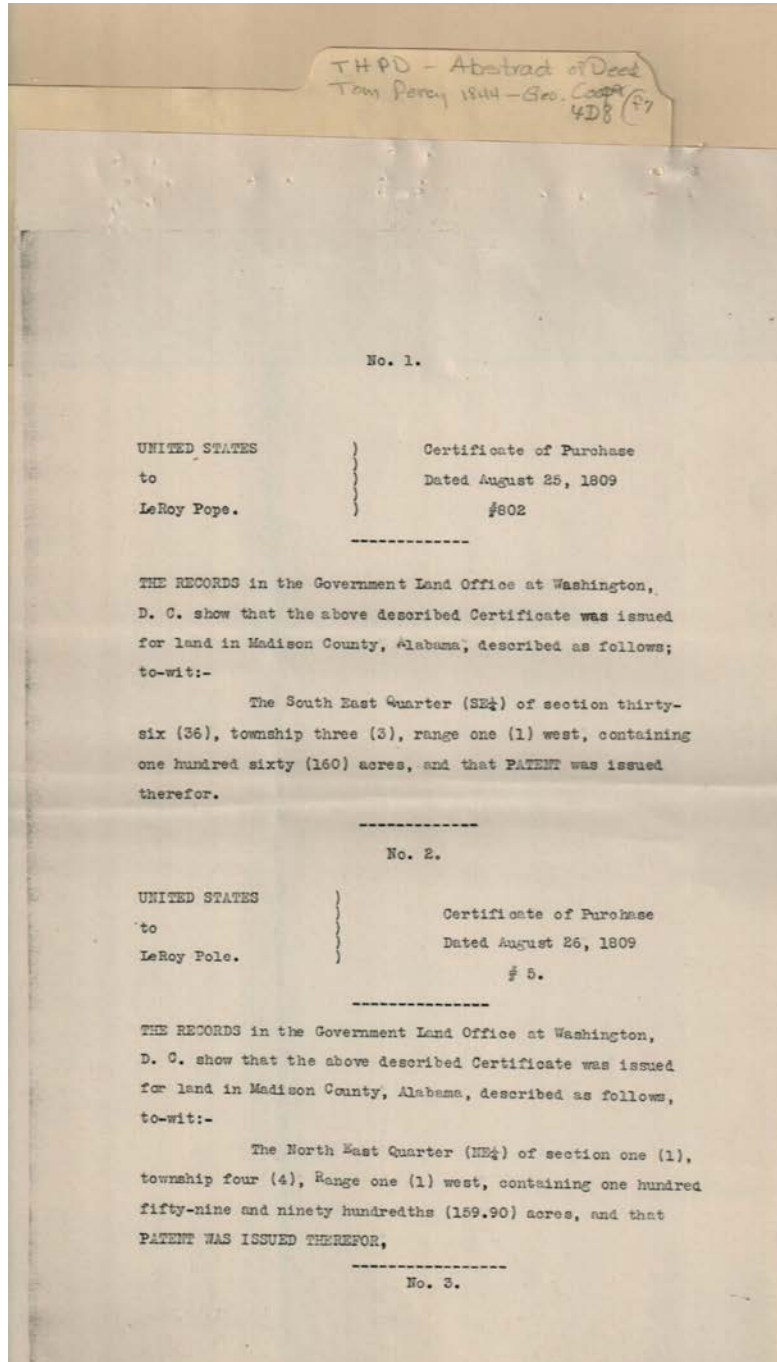 THPD - Abstract of Deed
Tom Percy 1844 - Geo. Coop
4D8 (f7
No. 1.
UNITED STATES ) Certificate of Purchase
to ) Dated August 25, 1809
LeRoy Pope. ) #802
THE RECORDS in the Government Land Office at Washington,
D. C. show that the above described Certificate was issued
for land in Madison County, Alabama, described as follows;
to-wit:-
The South East Quarter (SE¼) of section thirty-
six (36), township three (3), range one (1) west, containing
one hundred sixty (160) acres, and that PATENT was issued
therefor.
No. 2.
UNITED STATES )
to ) Certificate of Purchase
LeRoy Pole. ) Dated August 26, 1809
# 5.
THE RECORDS in the Government Land Office at Washington,
D. C. show that the above described Certificate was issued
for land in Madison County, Alabama, described as follows,
to-wit:-
The North East Quarter (NE¼) of section one (1),
township four (4), Range one (1) west, containing one hundred
fifty-nine and ninety hundredths (159.90) acres, and that
PATENT WAS ISSUED THEREFOR,
No. 3.